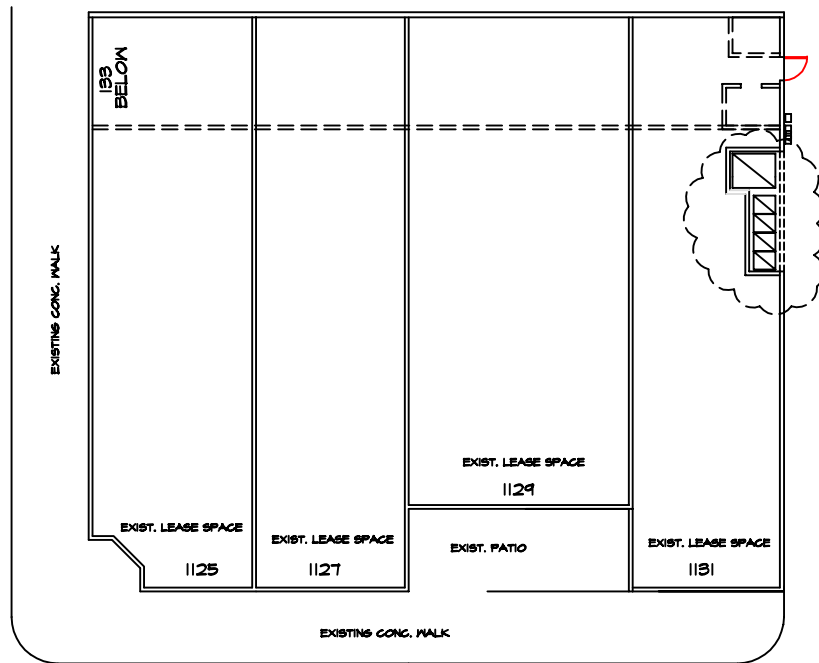 133
BELOW
EXISTING CONC. WALK
EXIST. LEASE SPACE
1129
EXIST. LEASE SPACE
1125
EXIST. LEASE SPACE
1127
EXIST. PATIO
EXIST. LEASE SPACE
1131
EXISTING CONC. WALK